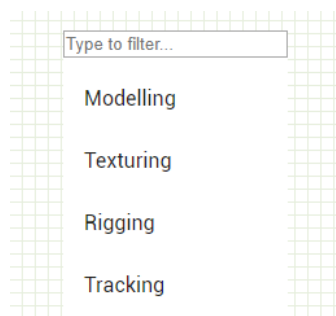 Type to filter...
Modelling
Texturing
Rigging
Tracking